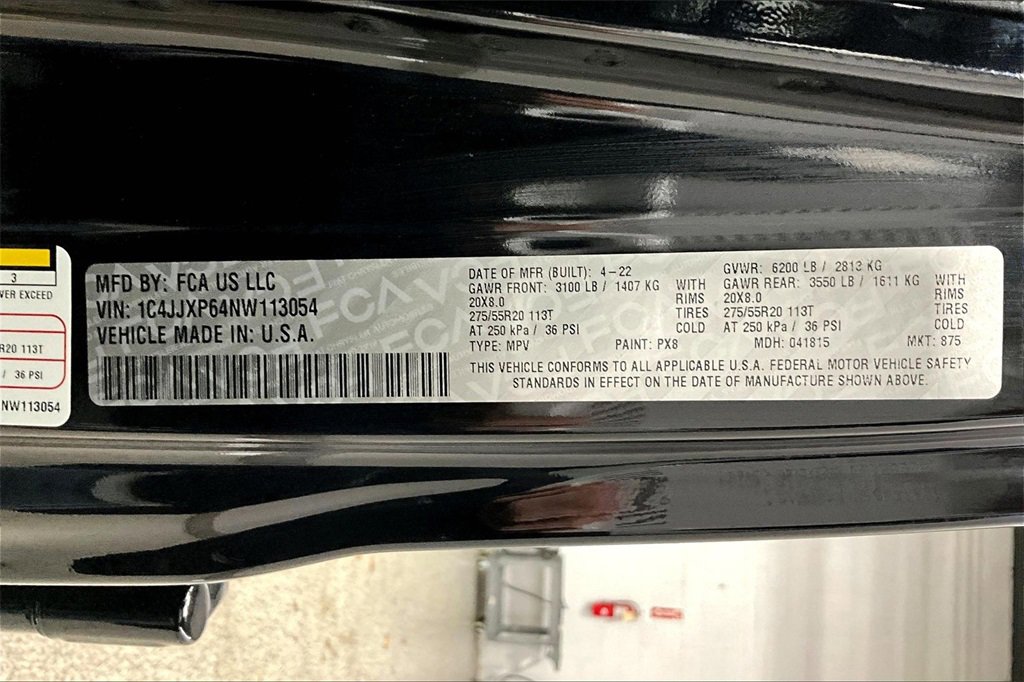 3
VER EXCEED
R20 113T
/ 36 PSI
NW113054
MFD BY: FCA US LLC
VIN: 1C4JJXP64NW113054
VEHICLE MADE IN: U.S.A.
DATE OF MFR (BUILT): 4-22 GVWR: 6200 LB / 2813 KG
GAWR FRONT: 3100 LB / 1407 KG WITH GAWR REAR: 3550 LB / 1611 KG WITH
20X8.0 RIMS 20X8.0 RIMS
275/55R20 113T TIRES 275/55R20 113T TIRES
AT 250 kPa / 36 PSI COLD AT 250 kPa / 36 PSI COLD
TYPE: MPV PAINT: PX8 MDH: 041815 MKT: 875
THIS VEHICLE CONFORMS TO ALL APPLICABLE U.S.A. FEDERAL MOTOR VEHICLE SAFETY
STANDARDS IN EFFECT ON THE DATE OF MANUFACTURE SHOWN ABOVE.